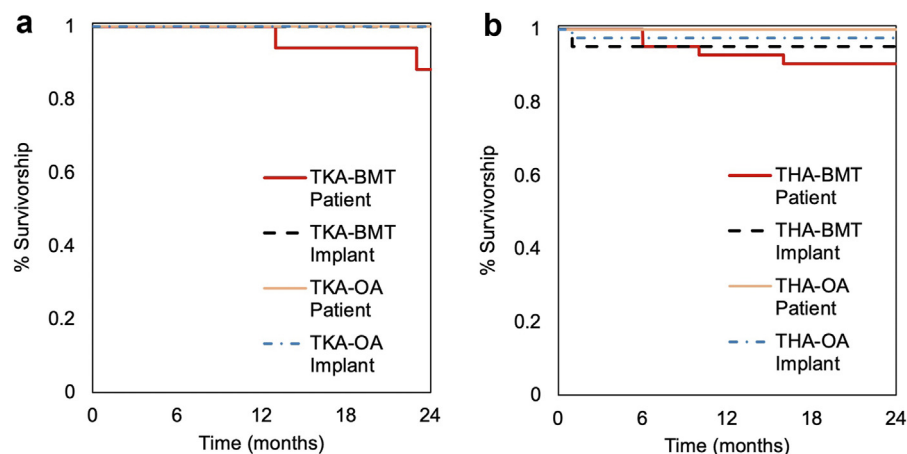 a
% Survivorship
1
0.8
0.6
0.4
0.2
0
0 6 12 18 24
Time (months)
TKA-BMT
Patient
TKA-BMT
Implant
TKA-OA
Patient
TKA-OA
Implant
b
% Survivorship
1
0.8
0.6
0.4
0.2
0
0 6 12 18 24
Time (months)
THA-BMT
Patient
THA-BMT
Implant
THA-OA
Patient
THA-OA
Implant